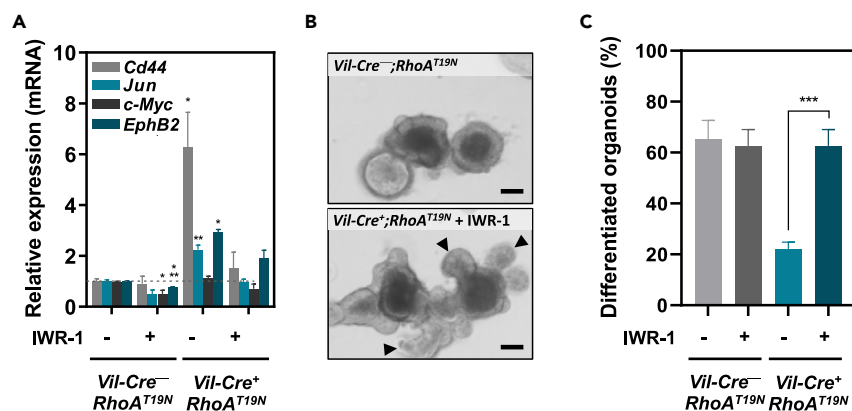 A
Relative expression (mRNA)
10
8
6
4
2
0
Cd44
Jun
c-Myc
EphB2
*
**
*
*
*
**
IWR-1
- + - +
Vil-Cre—
RhoAT19N
Vil-Cre+
RhoAT19N
B
Vil-Cre—;RhoAT19N
Vil-Cre+;RhoAT19N + IWR-1
C
Differentiated organoids (%)
100
80
60
40
20
0
***
IWR-1
- + - +
Vil-Cre—
RhoAT19N
Vil-Cre+
RhoAT19N